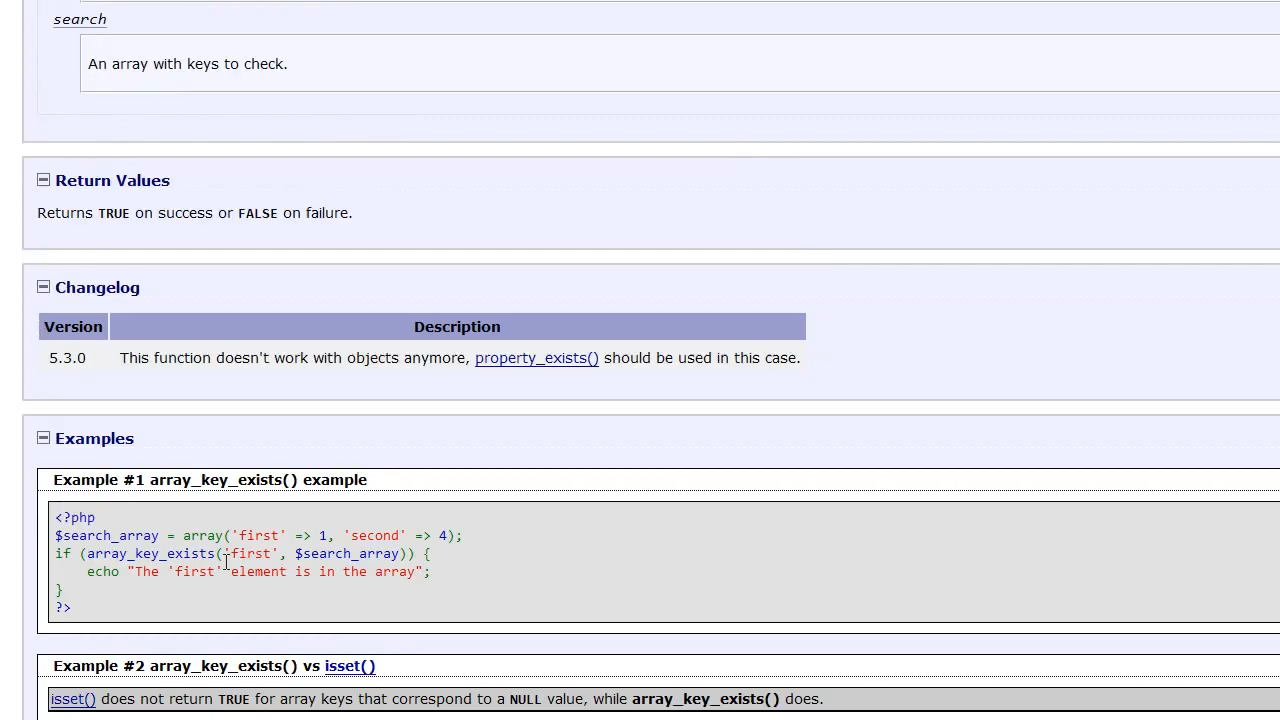 search
An array with keys to check.
Return Values
Returns TRUE on success or FALSE on failure.
Changelog
Version Description
5.3.0 This function doesn't work with objects anymore, property_exists() should be used in this case.
Examples
Example #1 array_key_exists() example
<?php
$search_array = array('first' => 1, 'second' => 4);
if (array_key_exists('first', $search_array)) {
    echo "The 'first' element is in the array";
}
?>
Example #2 array_key_exists() vs isset()
isset() does not return TRUE for array keys that correspond to a NULL value, while array_key_exists() does.